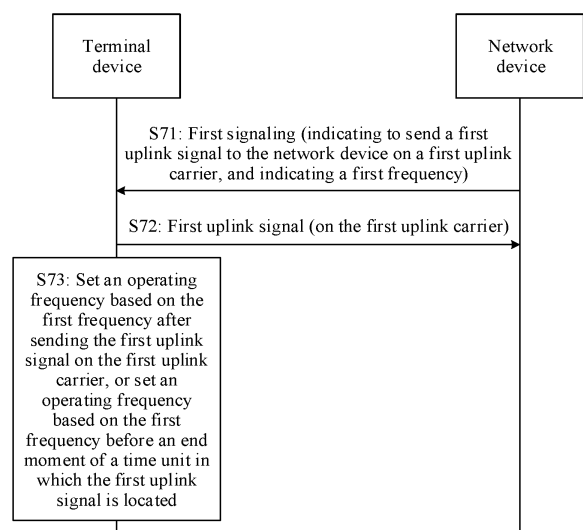 Terminal
device
Network
device
S71: First signaling (indicating to send a first
uplink signal to the network device on a first uplink
carrier, and indicating a first frequency)
S72: First uplink signal (on the first uplink carrier)
S73: Set an operating
frequency based on the
first frequency after
sending the first uplink
signal on the first uplink
carrier, or set an
operating frequency
based on the first
frequency before an end
moment of a time unit in
which the first uplink
signal is located